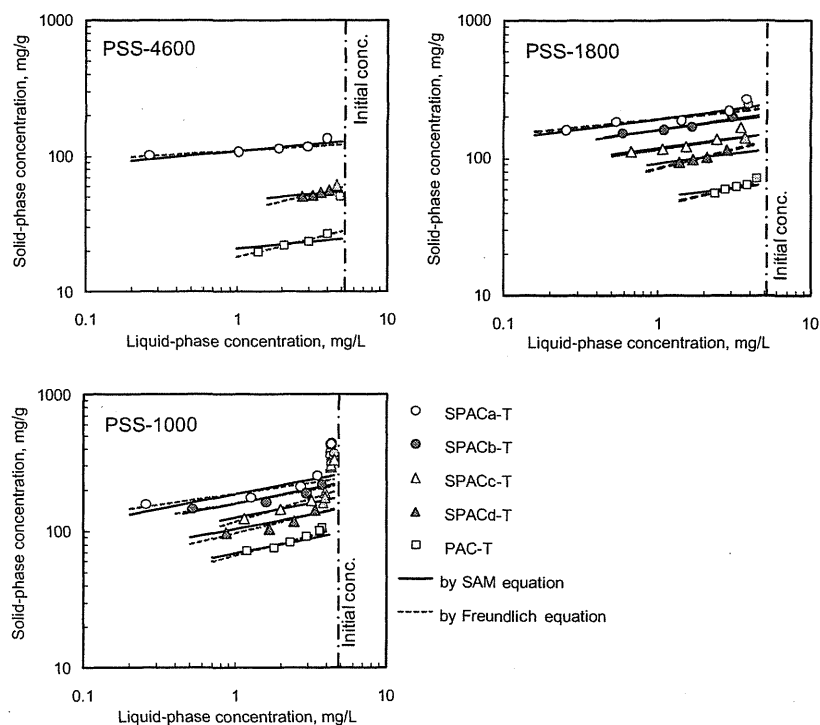 1000
100
10
0.1
1
10
PSS-4600
Initial conc.
Solid-phase concentration, mg/g
Liquid-phase concentration, mg/L
1000
100
10
0.1
1
10
PSS-1800
Initial conc.
Solid-phase concentration, mg/g
Liquid-phase concentration, mg/L
1000
100
10
0.1
1
10
PSS-1000
Initial conc.
Solid-phase concentration, mg/g
Liquid-phase concentration, mg/L
SPACa-T
SPACb-T
SPACc-T
SPACd-T
PAC-T
by SAM equation
by Freundlich equation